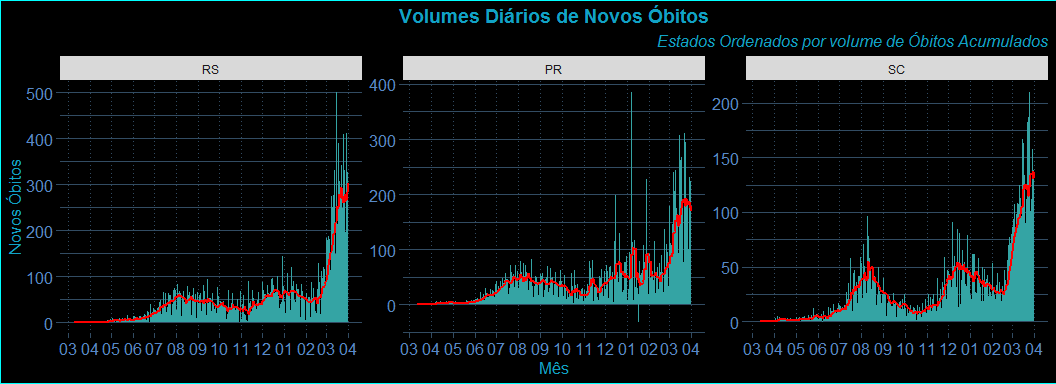 Volumes Diários de Novos Óbitos
Estados Ordenados por volume de Óbitos Acumulados
RS
PR
SC
Novos Óbitos
500
400
300
200
100
0
400
300
200
100
0
200
150
100
50
0
03 04 05 06 07 08 09 10 11 12 01 02 03 04
03 04 05 06 07 08 09 10 11 12 01 02 03 04
03 04 05 06 07 08 09 10 11 12 01 02 03 04
Mês